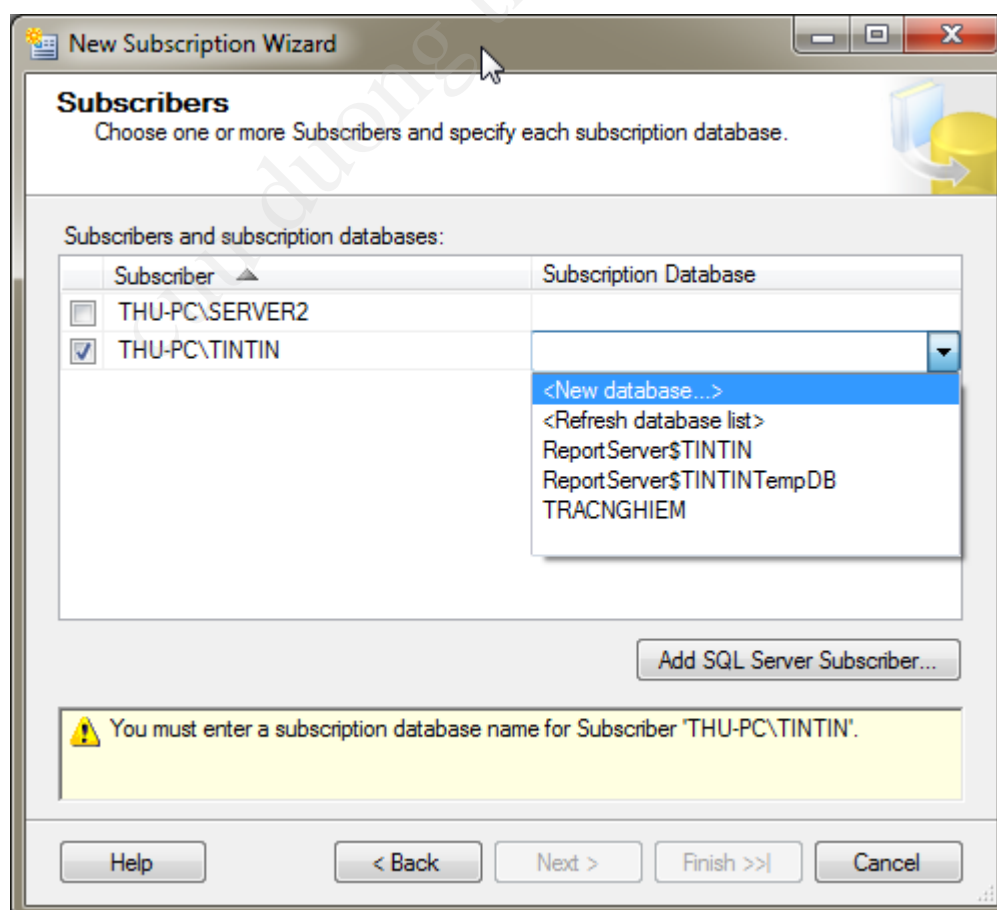 New Subscription Wizard
Subscribers
Choose one or more Subscribers and specify each subscription database.
Subscribers and subscription databases:
Subscriber Subscription Database
THU-PC\SERVER2
THU-PC\TINTIN
<New database...>
<Refresh database list>
ReportServer$TINTIN
ReportServer$TINTINTempDB
TRACNGHIEM
Add SQL Server Subscriber...
You must enter a subscription database name for Subscriber 'THU-PC\TINTIN'.
Help < Back Next > Finish >>| Cancel